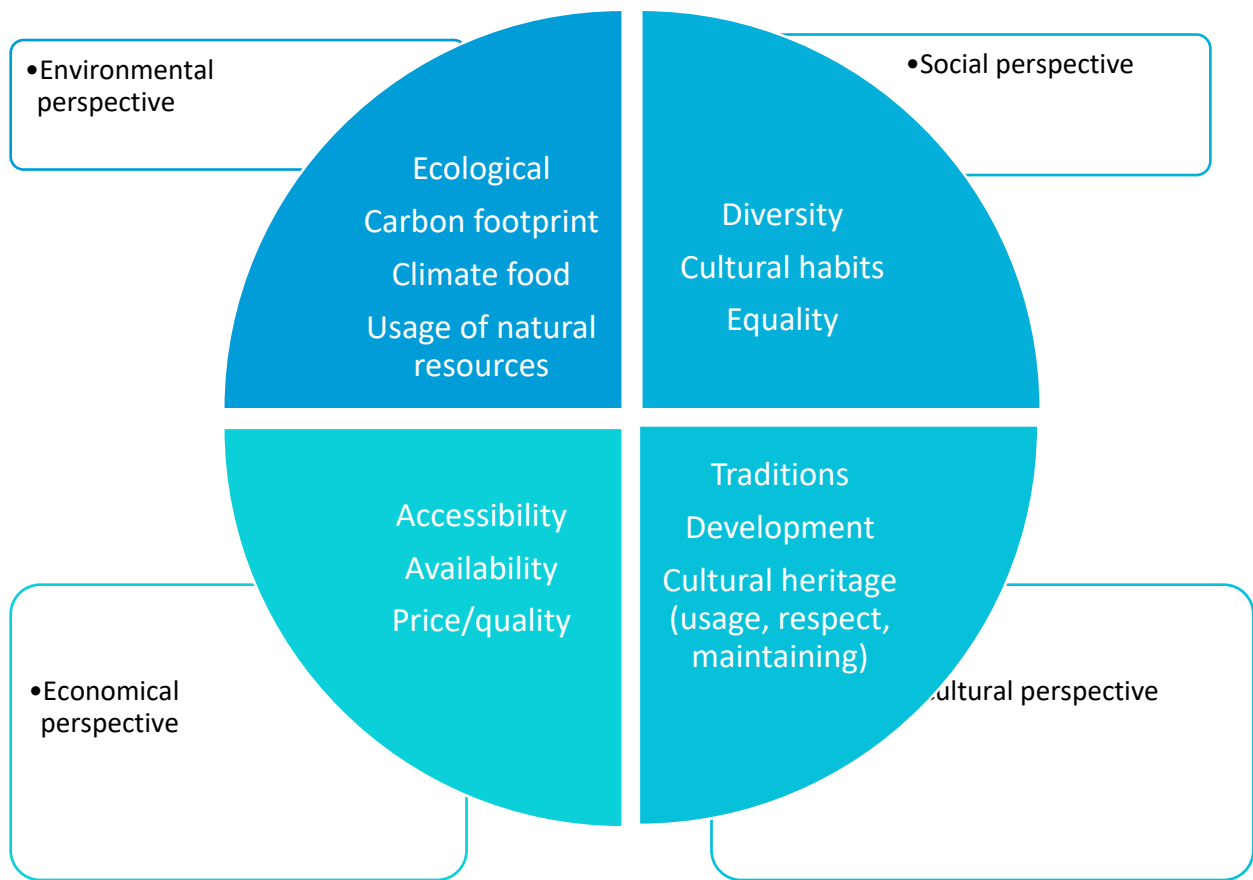 •Environmental
perspective
•Social perspective
Ecological
Carbon footprint
Climate food
Usage of natural
resources
Diversity
Cultural habits
Equality
Accessibility
Availability
Price/quality
Traditions
Development
Cultural heritage
(usage, respect,
maintaining)
•Economical
perspective
ultural perspective